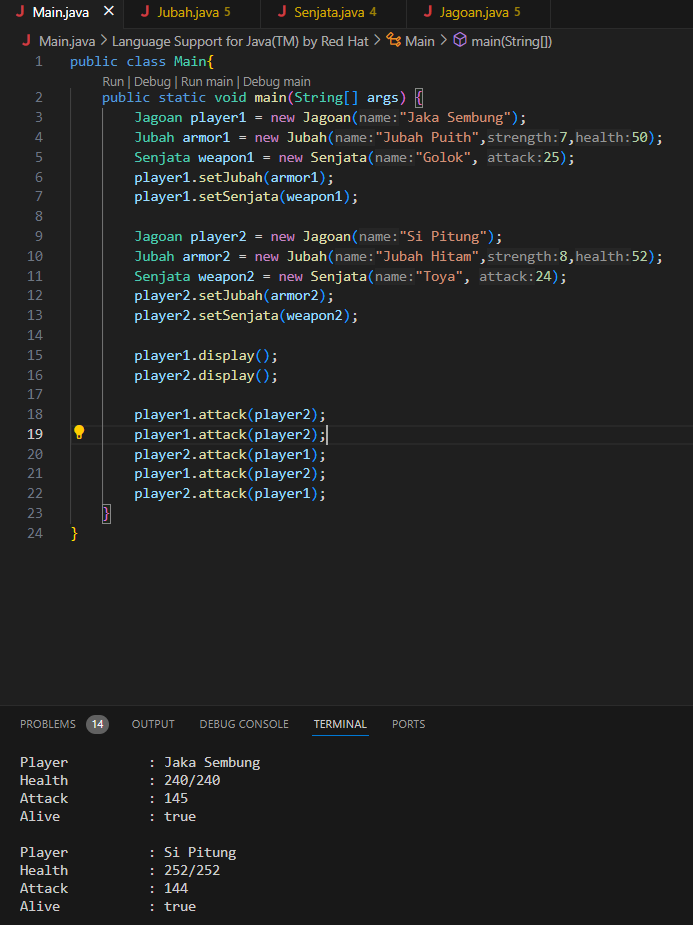 Main.java Jubah.java 5 Senjata.java 4 Jagoan.java 5
Main.java > Language Support for Java(TM) by Red Hat > Main > main(String[])
1 public class Main{
Run | Debug | Run main | Debug main
2 public static void main(String[] args) {
3 Jagoan player1 = new Jagoan(name:"Jaka Sembung");
4 Jubah armor1 = new Jubah(name:"Jubah Puith",strength:7,health:50);
5 Senjata weapon1 = new Senjata(name:"Golok", attack:25);
6 player1.setJubah(armor1);
7 player1.setSenjata(weapon1);
8
9 Jagoan player2 = new Jagoan(name:"Si Pitung");
10 Jubah armor2 = new Jubah(name:"Jubah Hitam",strength:8,health:52);
11 Senjata weapon2 = new Senjata(name:"Toya", attack:24);
12 player2.setJubah(armor2);
13 player2.setSenjata(weapon2);
14
15 player1.display();
16 player2.display();
17
18 player1.attack(player2);
19 player1.attack(player2);
20 player2.attack(player1);
21 player1.attack(player2);
22 player2.attack(player1);
23 }
24 }
PROBLEMS 14 OUTPUT DEBUG CONSOLE TERMINAL PORTS
Player : Jaka Sembung
Health : 240/240
Attack : 145
Alive : true
Player : Si Pitung
Health : 252/252
Attack : 144
Alive : true